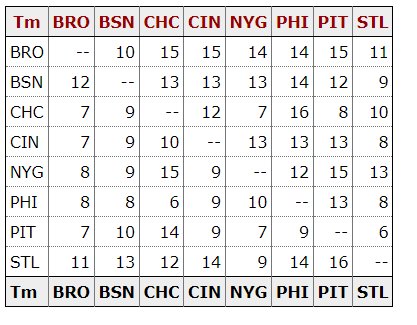 Tm BRO BSN CHC CIN NYG PHI PIT STL
BRO -- 10 15 15 14 14 15 11
BSN 12 -- 13 13 13 14 12 9
CHC 7 9 -- 12 7 16 8 10
CIN 7 9 10 -- 13 13 13 8
NYG 8 9 15 9 -- 12 15 13
PHI 8 8 6 9 10 -- 13 8
PIT 7 10 14 9 7 9 -- 6
STL 11 13 12 14 9 14 16 --
Tm BRO BSN CHC CIN NYG PHI PIT STL